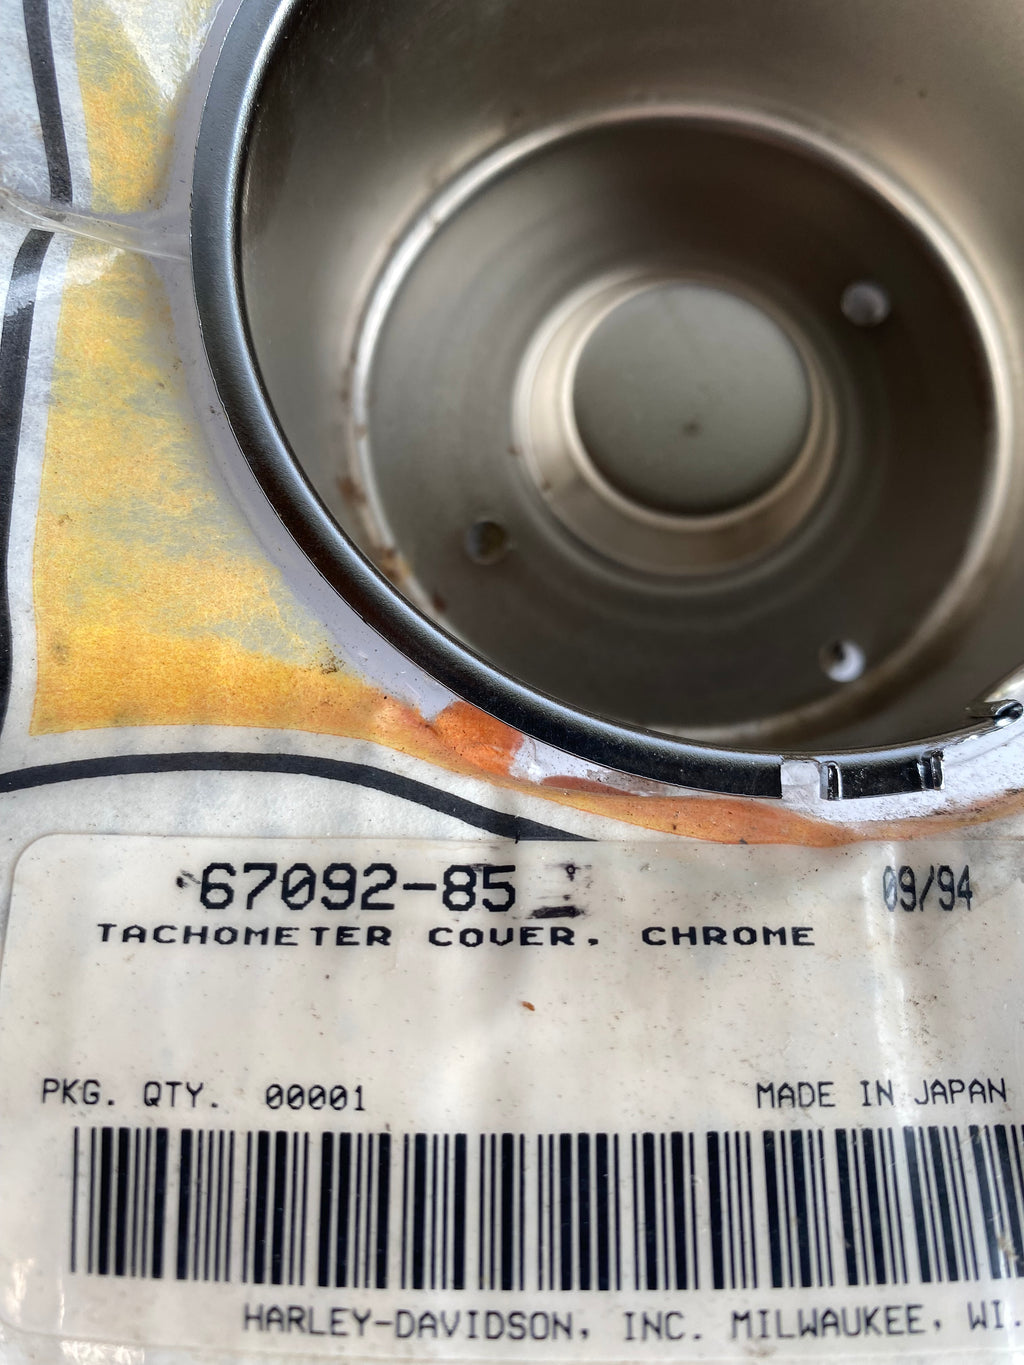 67092-85
09/94
TACHOMETER COVER, CHROME
PKG. QTY. 00001
MADE IN JAPAN
HARLEY-DAVIDSON, INC. MILWAUKEE, WI.